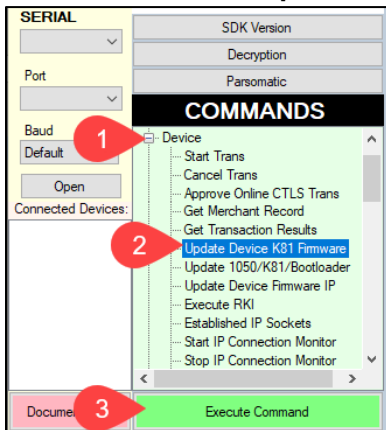 SERIAL
Port
Baud
Default
Open
Connected Devices:
SDK Version
Decryption
Parsomatic
COMMANDS
1
Device
Start Trans
Cancel Trans
Approve Online CTLS Trans
Get Merchant Record
Get Transaction Results
2
Update Device K81 Firmware
Update 1050/K81/Bootloader
Update Device Firmware IP
Execute RKI
Established IP Sockets
Start IP Connection Monitor
Stop IP Connection Monitor
Docume
3
Execute Command